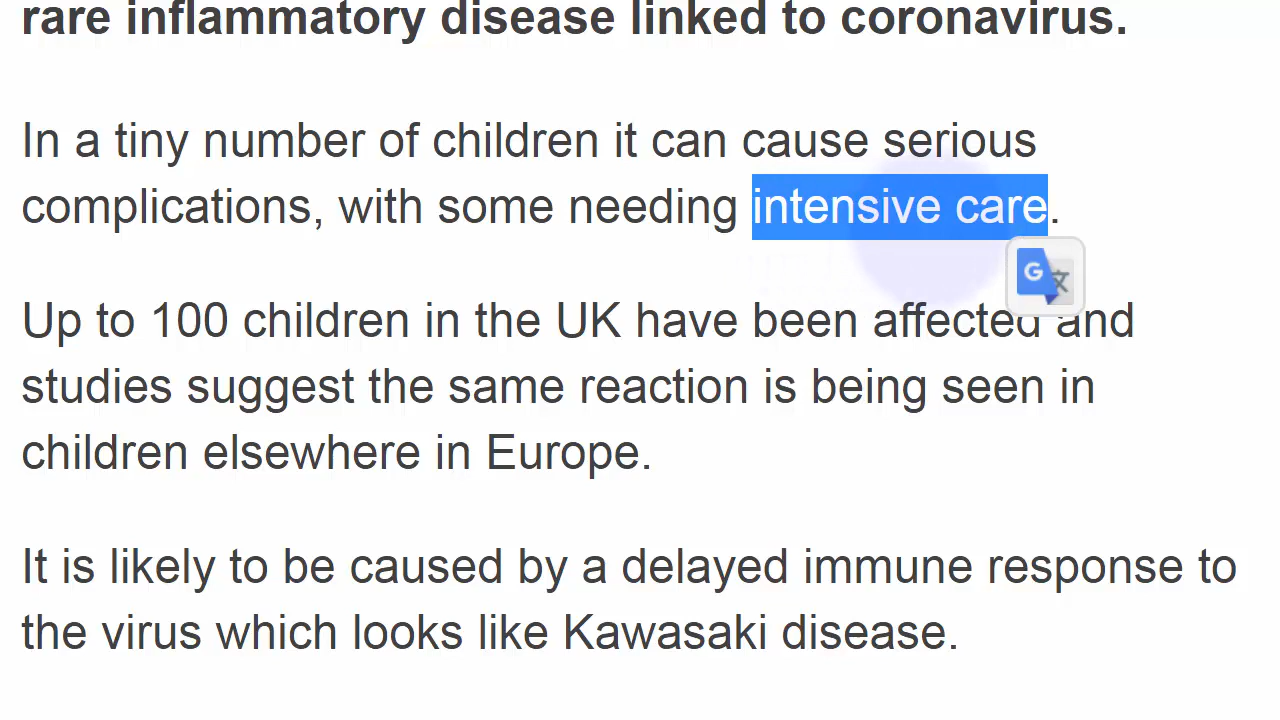 rare inflammatory disease linked to coronavirus.
In a tiny number of children it can cause serious
complications, with some needing intensive care.
Up to 100 children in the UK have been affected and
studies suggest the same reaction is being seen in
children elsewhere in Europe.
It is likely to be caused by a delayed immune response to
the virus which looks like Kawasaki disease.